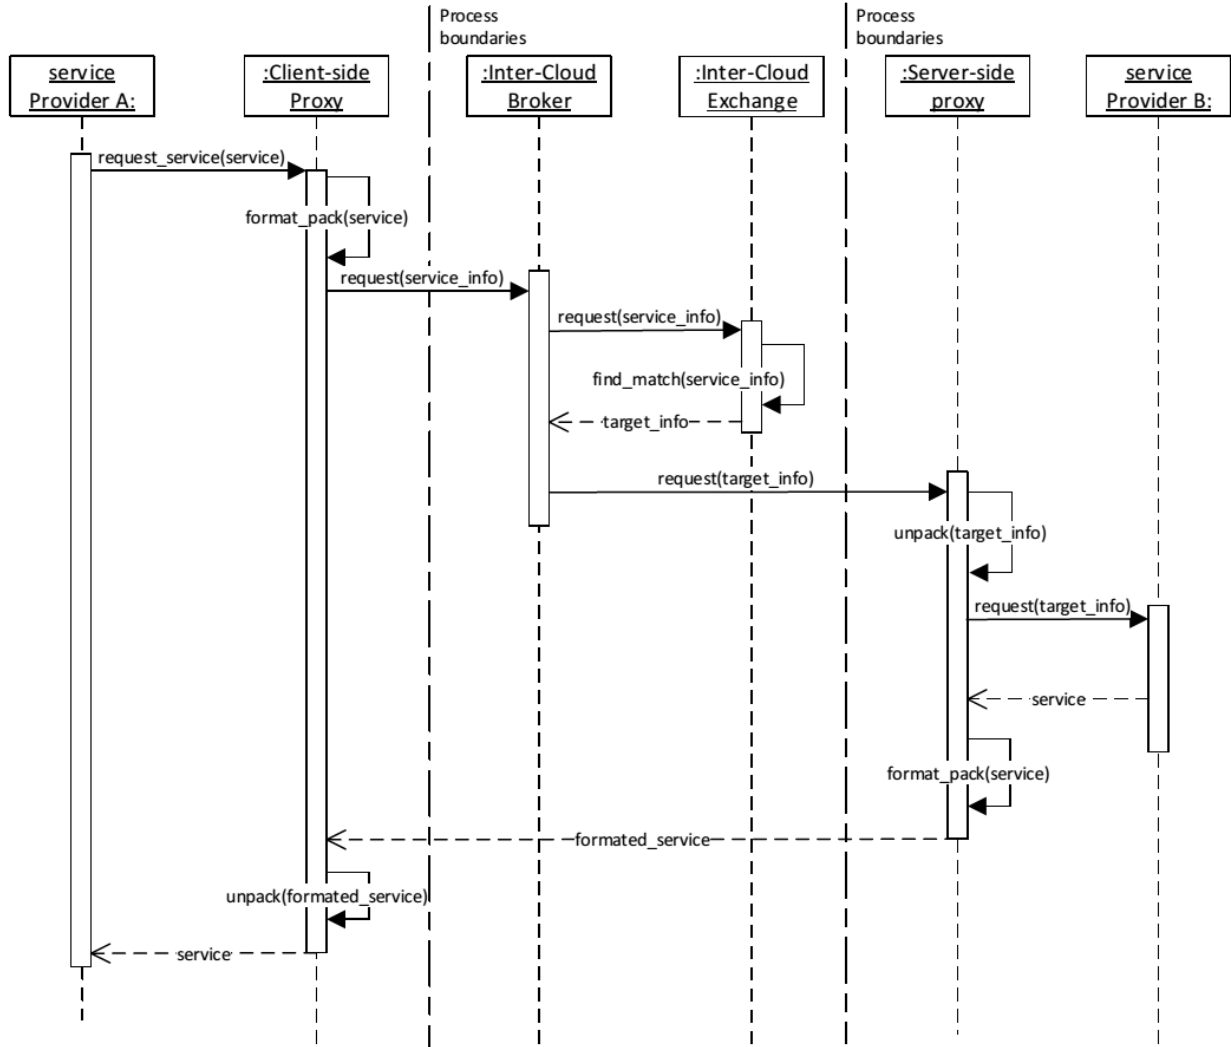 Process
boundaries
Process
boundaries
service
Provider A:
:Client-side
Proxy
:Inter-Cloud
Broker
:Inter-Cloud
Exchange
:Server-side
proxy
service
Provider B:
request_service(service)
format_pack(service)
request(service_info)
request(service_info)
find_match(service_info)
target_info
request(target_info)
unpack(target_info)
request(target_info)
service
format_pack(service)
formated_service
unpack(formated_service)
service